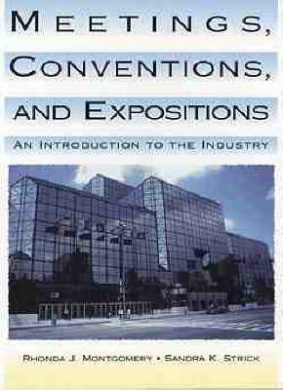 MEETINGS,
CONVENTIONS,
AND EXPOSITIONS
AN INTRODUCTION TO THE INDUSTRY
RHONDA J. MONTGOMERY • SANDRA K. STRICK